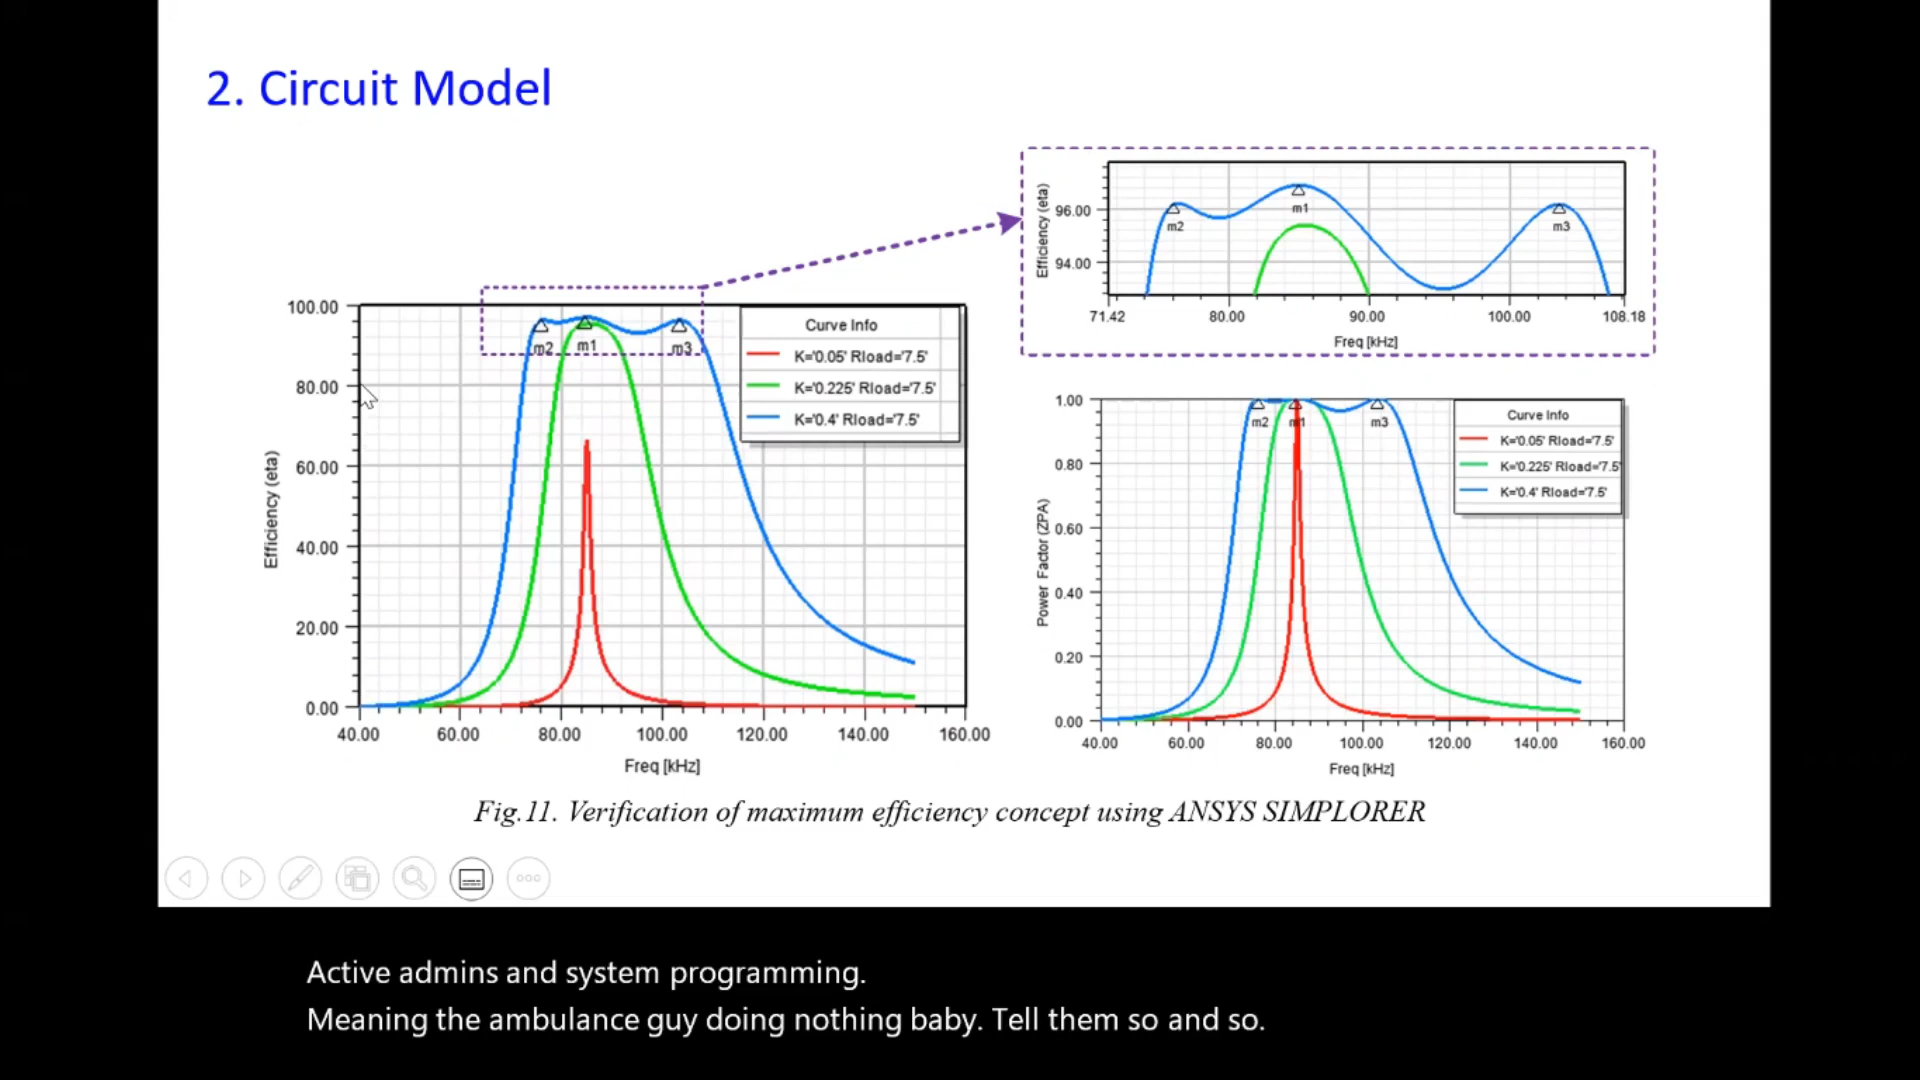 2. Circuit Model
Efficiency (eta)
96.00
94.00
m2
m1
m3
71.42
80.00
90.00
100.00
108.18
Freq [kHz]
100.00
80.00
60.00
40.00
20.00
0.00
Efficiency (eta)
m2
m1
m3
Curve Info
K='0.05' Rload='7.5'
K='0.225' Rload='7.5'
K='0.4' Rload='7.5'
40.00
60.00
80.00
100.00
120.00
140.00
160.00
Freq [kHz]
1.00
0.80
0.60
0.40
0.20
0.00
Power Factor (ZPA)
m2
m1
m3
Curve Info
K='0.05' Rload='7.5'
K='0.225' Rload='7.5'
K='0.4' Rload='7.5'
40.00
60.00
80.00
100.00
120.00
140.00
160.00
Freq [kHz]
Fig.11. Verification of maximum efficiency concept using ANSYS SIMPLORER
Active admins and system programming.
Meaning the ambulance guy doing nothing baby. Tell them so and so.